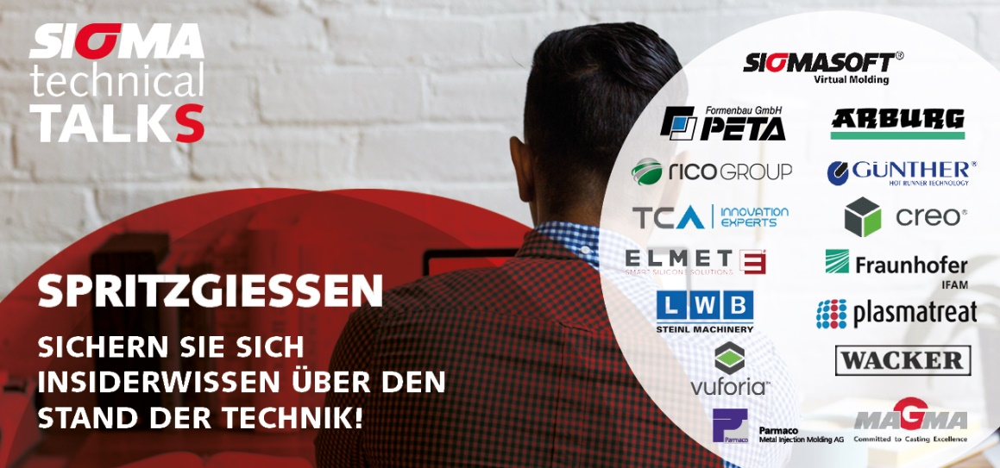 SIGMA
technical
TALKS
SPRITZGIESSEN
SICHERN SIE SICH
INSIDERWISSEN ÜBER DEN
STAND DER TECHNIK!
SIGMASOFT®
Virtual Molding
Formenbau GmbH
PETA
ARBURG
RICOGROUP
GÜNTHER®
HOT RUNNER TECHNOLOGY
TCA INNOVATION
EXPERTS
creo®
ELMET E®
SMART SILICONE SOLUTIONS
Fraunhofer
IFAM
LWB
STEINL MACHINERY
plasmatreat
vuforia™
WACKER
Parmaco
Parmaco
Metal Injection Molding AG
MAGMA
Committed to Casting Excellence